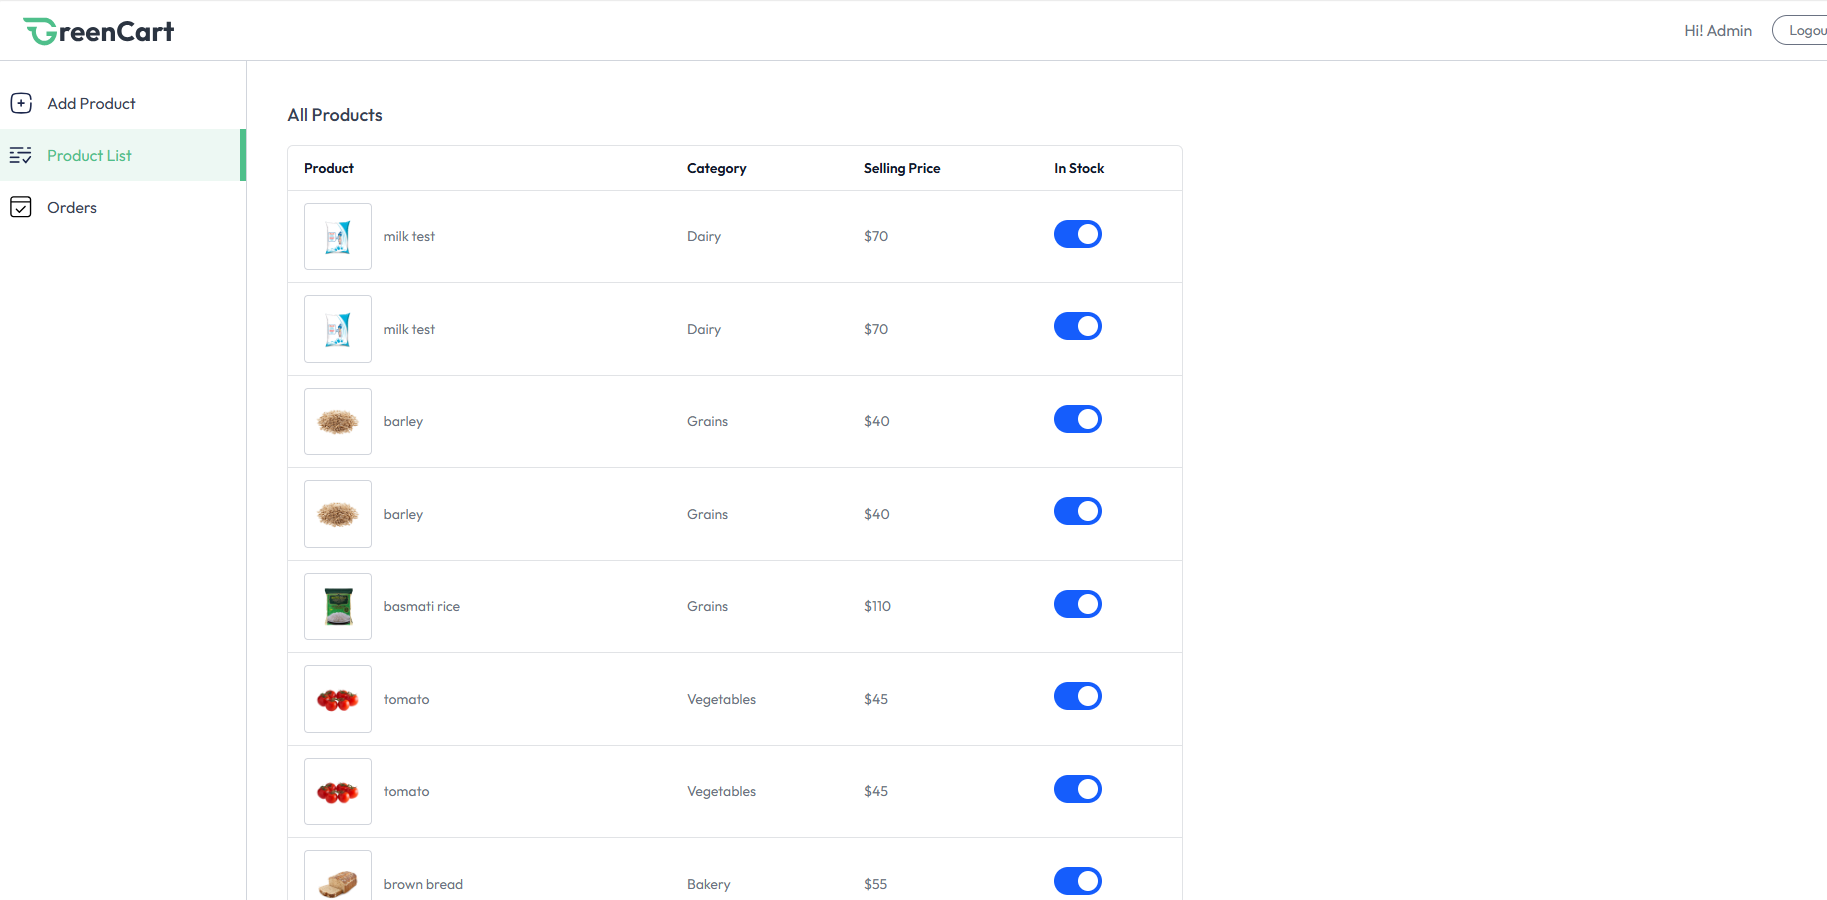 GreenCart
Hi! Admin
Add Product
Product List
Orders
All Products
Product Category Selling Price In Stock
milk test Dairy $70
milk test Dairy $70
barley Grains $40
barley Grains $40
basmati rice Grains $110
tomato Vegetables $45
tomato Vegetables $45
brown bread Bakery $55